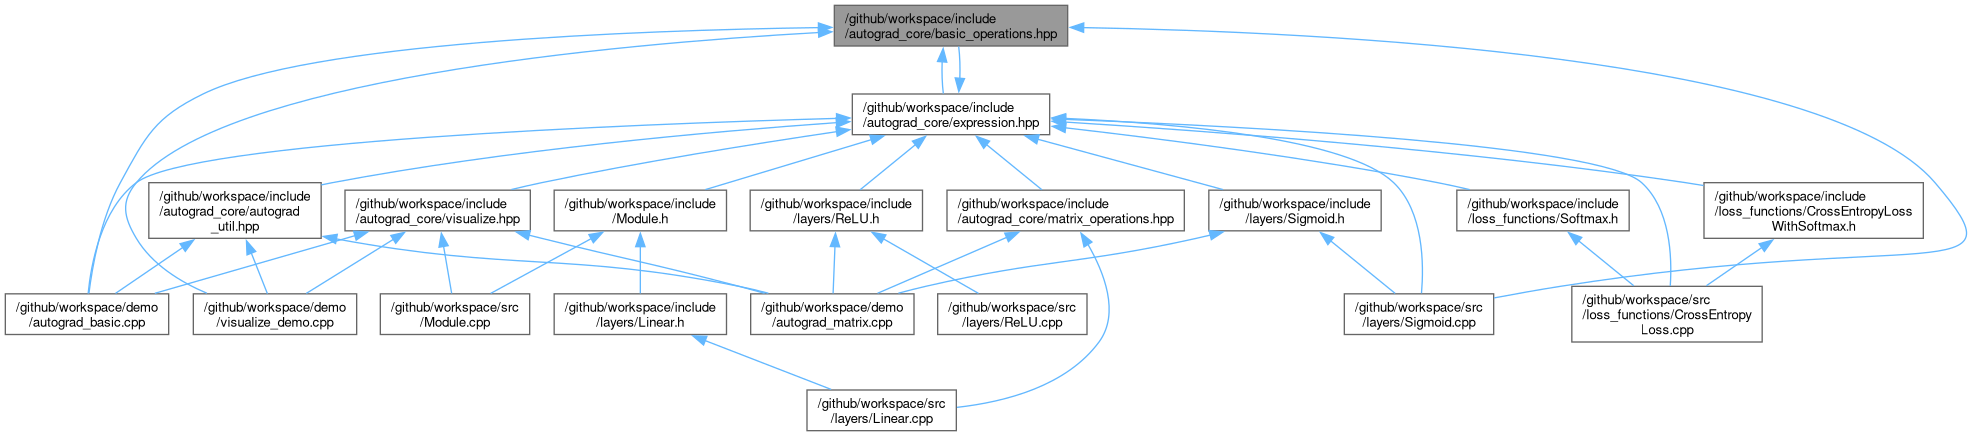 /github/workspace/include
/autograd_core/basic_operations.hpp
/github/workspace/include
/autograd_core/expression.hpp
/github/workspace/include
/autograd_core/autograd
_util.hpp
/github/workspace/include
/autograd_core/visualize.hpp
/github/workspace/include
/Module.h
/github/workspace/include
/layers/ReLU.h
/github/workspace/include
/autograd_core/matrix_operations.hpp
/github/workspace/include
/layers/Sigmoid.h
/github/workspace/include
/loss_functions/Softmax.h
/github/workspace/include
/loss_functions/CrossEntropyLoss
WithSoftmax.h
/github/workspace/demo
/autograd_basic.cpp
/github/workspace/demo
/visualize_demo.cpp
/github/workspace/src
/Module.cpp
/github/workspace/include
/layers/Linear.h
/github/workspace/demo
/autograd_matrix.cpp
/github/workspace/src
/layers/ReLU.cpp
/github/workspace/src
/layers/Sigmoid.cpp
/github/workspace/src
/loss_functions/CrossEntropy
Loss.cpp
/github/workspace/src
/layers/Linear.cpp